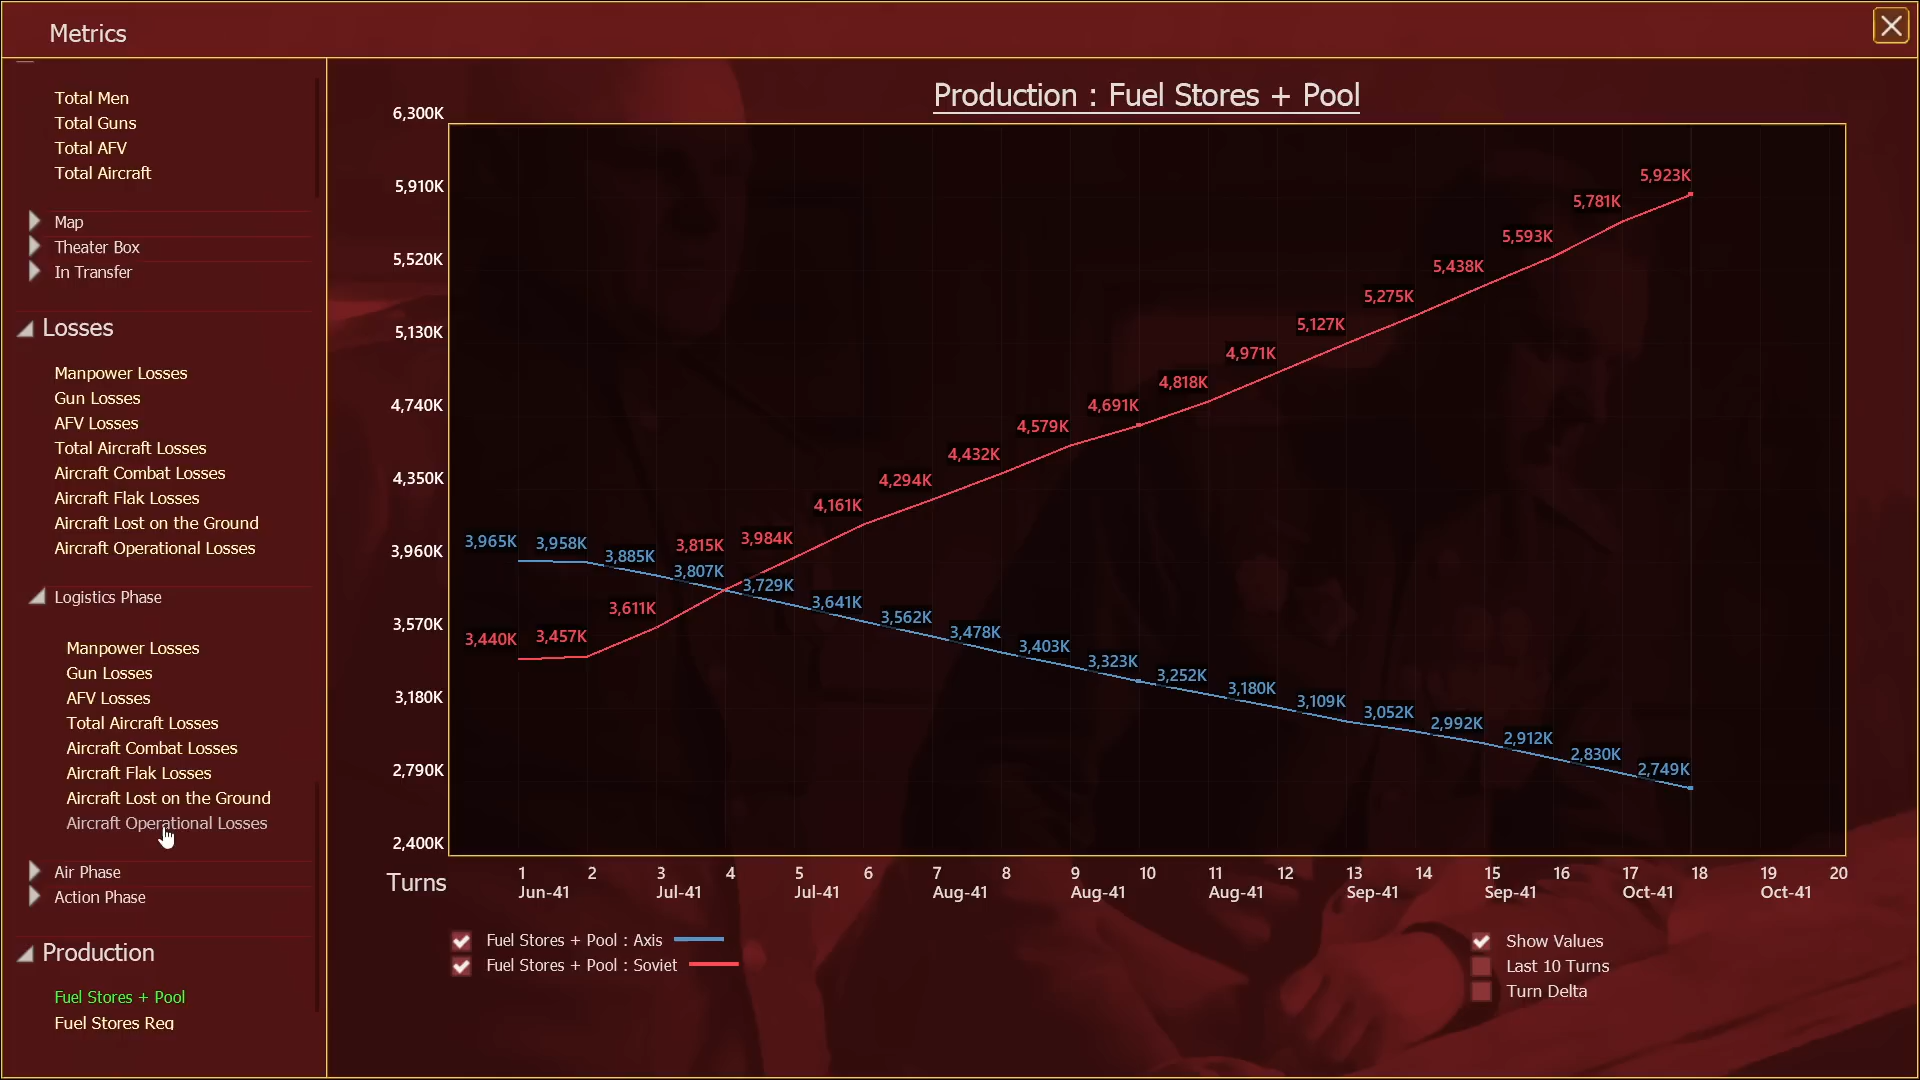 Metrics
Total Men
Total Guns
Total AFV
Total Aircraft
Map
Theater Box
In Transfer
Losses
Manpower Losses
Gun Losses
AFV Losses
Total Aircraft Losses
Aircraft Combat Losses
Aircraft Flak Losses
Aircraft Lost on the Ground
Aircraft Operational Losses
Logistics Phase
Manpower Losses
Gun Losses
AFV Losses
Total Aircraft Losses
Aircraft Combat Losses
Aircraft Flak Losses
Aircraft Lost on the Ground
Aircraft Operational Losses
Air Phase
Action Phase
Production
Fuel Stores + Pool
Fuel Stores Req
Production : Fuel Stores + Pool
6,300K
5,910K
5,520K
5,130K
4,740K
4,350K
3,960K
3,570K
3,180K
2,790K
2,400K
3,440K 3,457K 3,611K 3,815K 3,984K 4,161K 4,294K 4,432K 4,579K 4,691K 4,818K 4,971K 5,127K 5,275K 5,438K 5,593K 5,781K 5,923K
3,965K 3,958K 3,885K 3,807K 3,729K 3,641K 3,562K 3,478K 3,403K 3,323K 3,252K 3,180K 3,109K 3,052K 2,992K 2,912K 2,830K 2,749K
1 2 3 4 5 6 7 8 9 10 11 12 13 14 15 16 17 18 19 20
Turns Jun-41 Jul-41 Jul-41 Aug-41 Aug-41 Aug-41 Sep-41 Sep-41 Oct-41 Oct-41
Fuel Stores + Pool : Axis
Fuel Stores + Pool : Soviet
Show Values
Last 10 Turns
Turn Delta